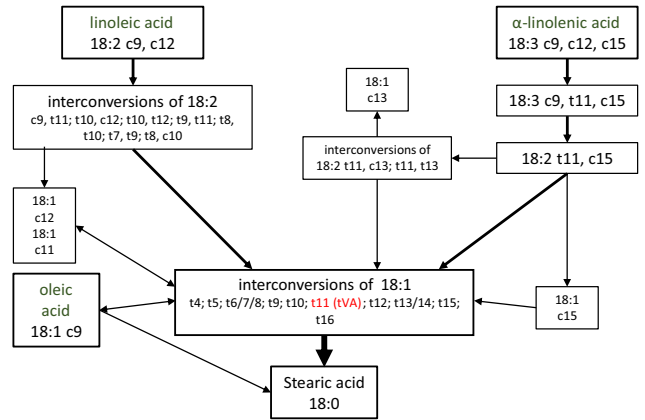 linoleic acid
18:2 c9, c12
α-linolenic acid
18:3 c9, c12, c15
18:1
c13
interconversions of 18:2
c9, t11; t10, c12; t10, t12; t9, t11; t8,
t10; t7, t9; t8, c10
18:3 c9, t11, c15
interconversions of
18:2 t11, c13; t11, t13
18:2 t11, c15
18:1
c12
18:1
c11
oleic
acid
18:1 c9
interconversions of 18:1
t4; t5; t6/7/8; t9; t10; t11 (tVA); t12; t13/14; t15;
t16
18:1
c15
Stearic acid
18:0